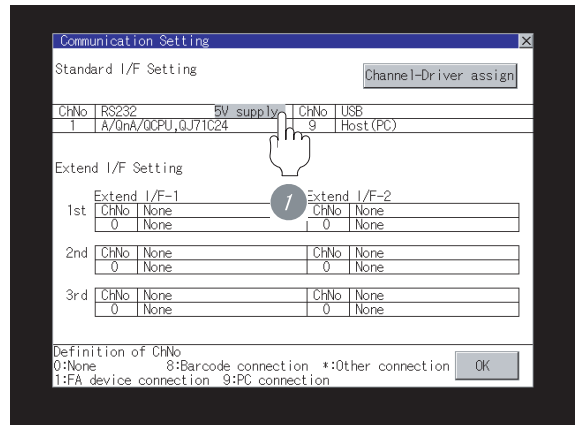 Communication Setting
Standard I/F Setting
Channel-Driver assign
ChNo RS232 5V supply ChNo USB
1 A/QnA/QCPU,QJ71C24 9 Host(PC)
Extend I/F Setting
Extend I/F-1 Extend I/F-2
1st ChNo None ChNo None
0 None 0 None
2nd ChNo None ChNo None
0 None 0 None
3rd ChNo None ChNo None
0 None 0 None
1
Definition of ChNo
0:None 8:Barcode connection *:Other connection OK
1:FA device connection 9:PC connection